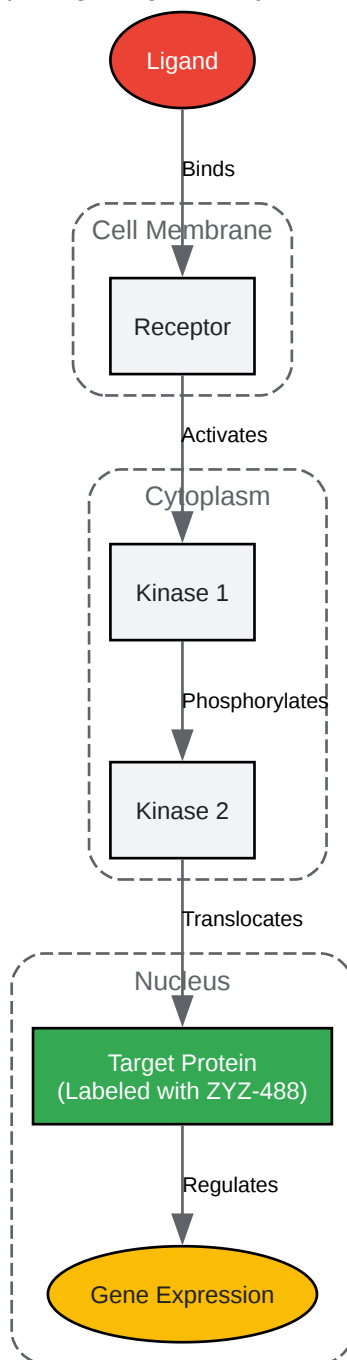 Ligand
Binds
Cell Membrane
Receptor
Activates
Cytoplasm
Kinase 1
Phosphorylates
Kinase 2
Translocates
Nucleus
Target Protein
(Labeled with ZYZ-488)
Regulates
Gene Expression